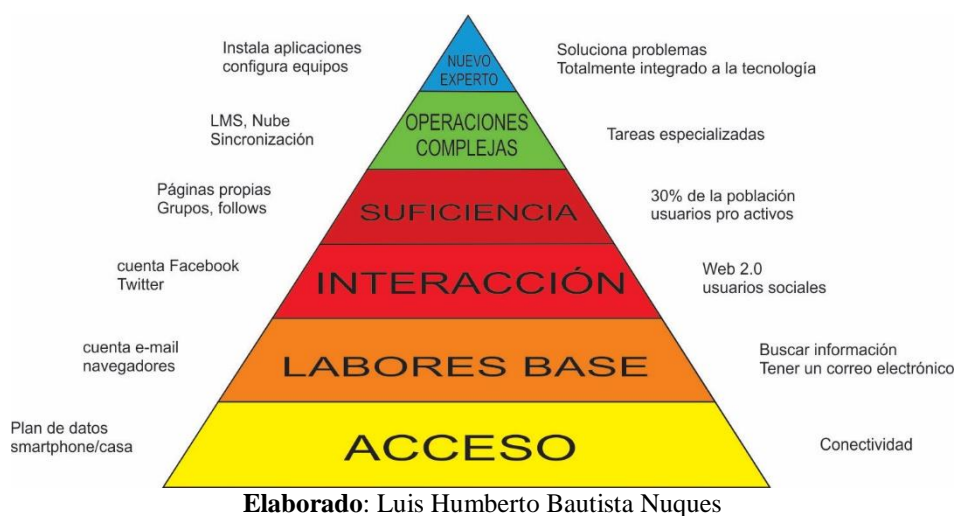 Instala aplicaciones
configura equipos
NUEVO
EXPERTO
Soluciona problemas
Totalmente integrado a la tecnología
LMS, Nube
Sincronización
OPERACIONES
COMPLEJAS
Tareas especializadas
Páginas propias
Grupos, follows
SUFICIENCIA
30% de la población
usuarios pro activos
cuenta Facebook
Twitter
INTERACCIÓN
Web 2.0
usuarios sociales
cuenta e-mail
navegadores
LABORES BASE
Buscar información
Tener un correo electrónico
Plan de datos
smartphone/casa
ACCESO
Conectividad
Elaborado: Luis Humberto Bautista Nuques